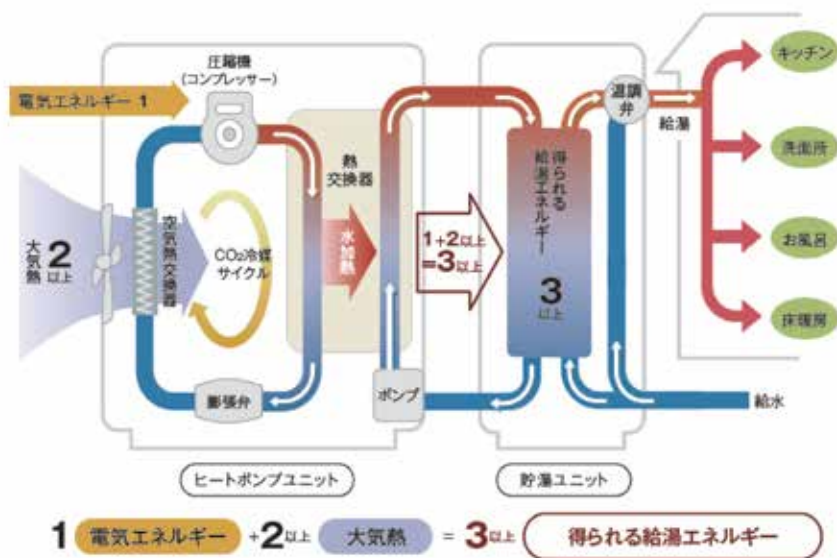 圧縮機
(コンプレッサー)
電気エネルギー 1
大気熱 2以上
空気熱交換器
CO₂冷媒
サイクル
膨張弁
熱
交換器
水加熱
ポンプ
1+2以上
=3以上
得られる
給湯エネルギー
3
以上
温調
弁
給湯
キッチン
洗面所
お風呂
床暖房
給水
ヒートポンプユニット
貯湯ユニット
1 電気エネルギー +2以上 大気熱 = 3以上 得られる給湯エネルギー